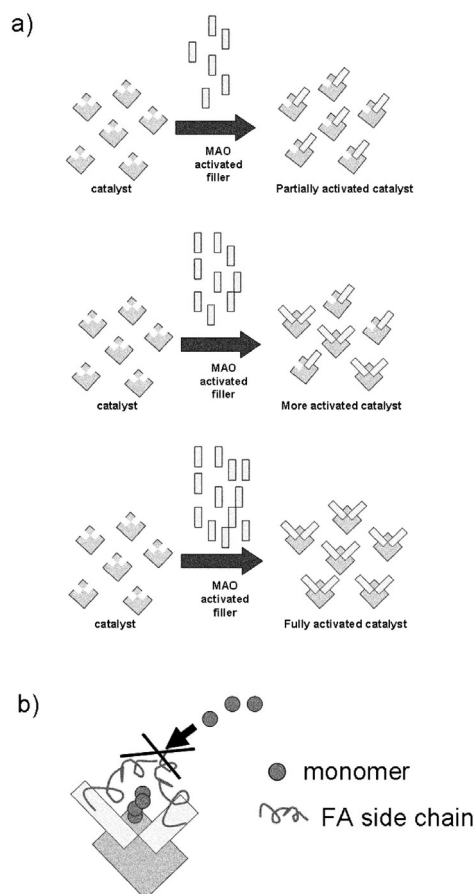 a)
MAO
activated
filler
catalyst
Partially activated catalyst
MAO
activated
filler
catalyst
More activated catalyst
MAO
activated
filler
catalyst
Fully activated catalyst
b)
monomer
FA side chain